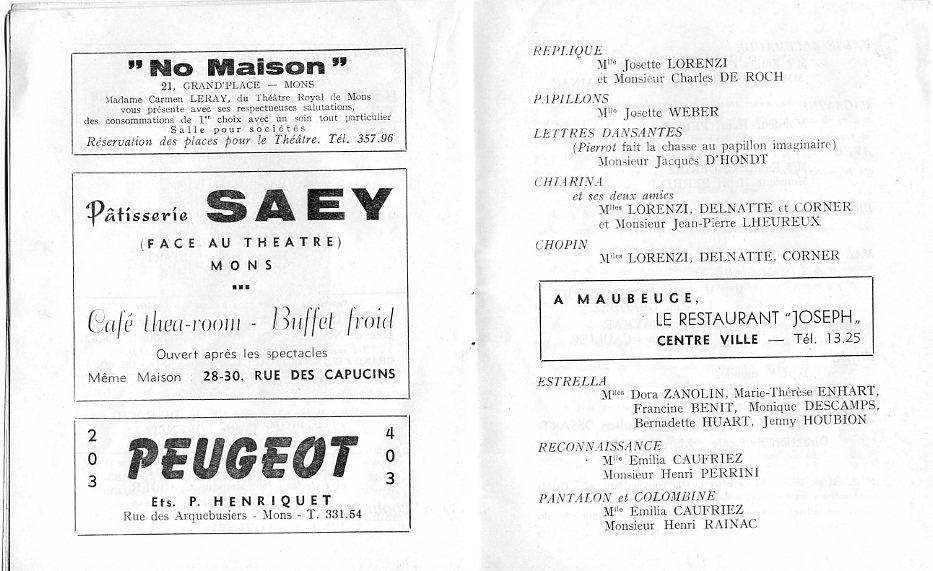 "No Maison"
21, GRAND'PLACE — MONS
Madame Carmen LERAY, du Théâtre Royal de Mons
vous présente avec ses respectueuses salutations,
des consommations de 1er choix avec un soin tout particulier
Salle pour sociétés
Réservation des places pour le Théâtre. Tél. 357.96
Pâtisserie SAEY
(FACE AU THEATRE)
MONS
Café thea-room - Buffet froid
Ouvert après les spectacles
Même Maison : 28-30, RUE DES CAPUCINS
203 PEUGEOT 403
Ets. P. HENRIQUET
Rue des Arquebusiers - Mons - T. 331.54
REPLIQUE
Mlle Josette LORENZI
et Monsieur Charles DE ROCH
PAPILLONS
Mlle Josette WEBER
LETTRES DANSANTES
(Pierrot fait la chasse au papillon imaginaire)
Monsieur Jacques D'HONDT
CHIARINA
et ses deux amies
Mlles LORENZI, DELNATTE et CORNER
et Monsieur Jean-Pierre LHEUREUX
CHOPIN
Mlles LORENZI, DELNATTE, CORNER
A MAUBEUGE,
LE RESTAURANT "JOSEPH„
CENTRE VILLE — Tél. 13.25
ESTRELLA
Mlles Dora ZANOLIN, Marie-Thérèse ENHART,
Francine BENIT, Monique DESCAMPS,
Bernadette HUART, Jenny HOUBION
RECONNAISSANCE
Mlle Emilia CAUFRIEZ
Monsieur Henri PERRINI
PANTALON et COLOMBINE
Mlle Emilia CAUFRIEZ
Monsieur Henri RAINAC